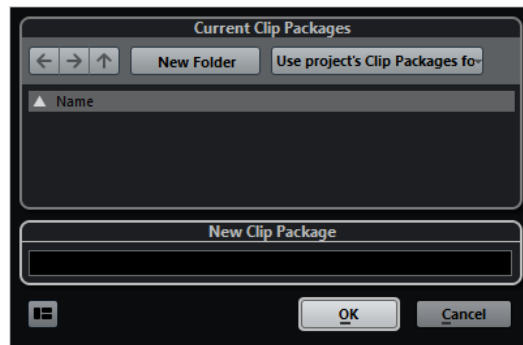 Current Clip Packages
New Folder
Use project's Clip Packages fo
Name
New Clip Package
OK
Cancel